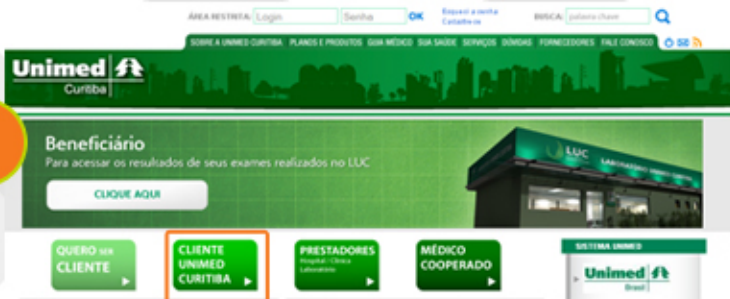 ÁREA RESTRITA: Login Senha OK Esqueci a senha
Cadastre-se
BUSCA: palavra-chave
SOBRE A UNIMED CURITIBA PLANOS E PRODUTOS GUIA MÉDICO SUA SAÚDE SERVIÇOS DÚVIDAS FORNECEDORES FALE CONOSCO
Unimed
Curitiba
Beneficiário
Para acessar os resultados de seus exames realizados no LUC
CLIQUE AQUI
LUC LABORATÓRIO UNIMED CURITIBA
QUERO SER
CLIENTE
CLIENTE
UNIMED
CURITIBA
PRESTADORES
Hospital / Clínica
Laboratório
MÉDICO
COOPERADO
SISTEMA UNIMED
Unimed
Brasil